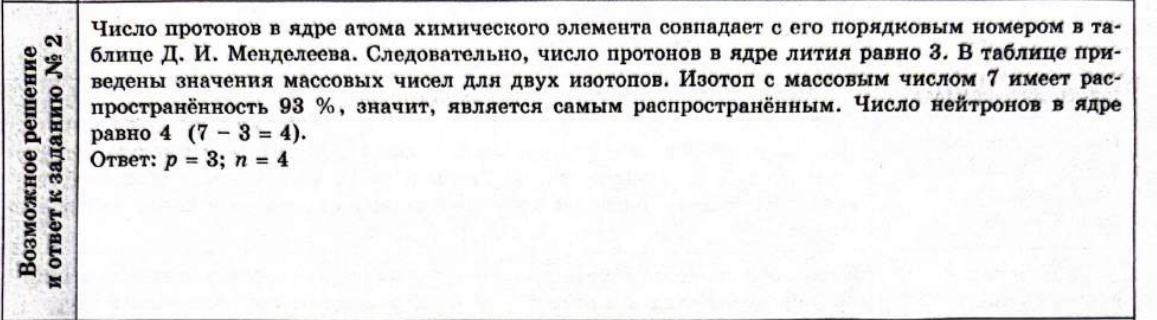 Возможное решение
и ответ к заданию № 2
Число протонов в ядре атома химического элемента совпадает с его порядковым номером в та-
блице Д. И. Менделеева. Следовательно, число протонов в ядре лития равно 3. В таблице при-
ведены значения массовых чисел для двух изотопов. Изотоп с массовым числом 7 имеет рас-
пространённость 93 %, значит, является самым распространённым. Число нейтронов в ядре
равно 4 (7 − 3 = 4).
Ответ: p = 3; n = 4